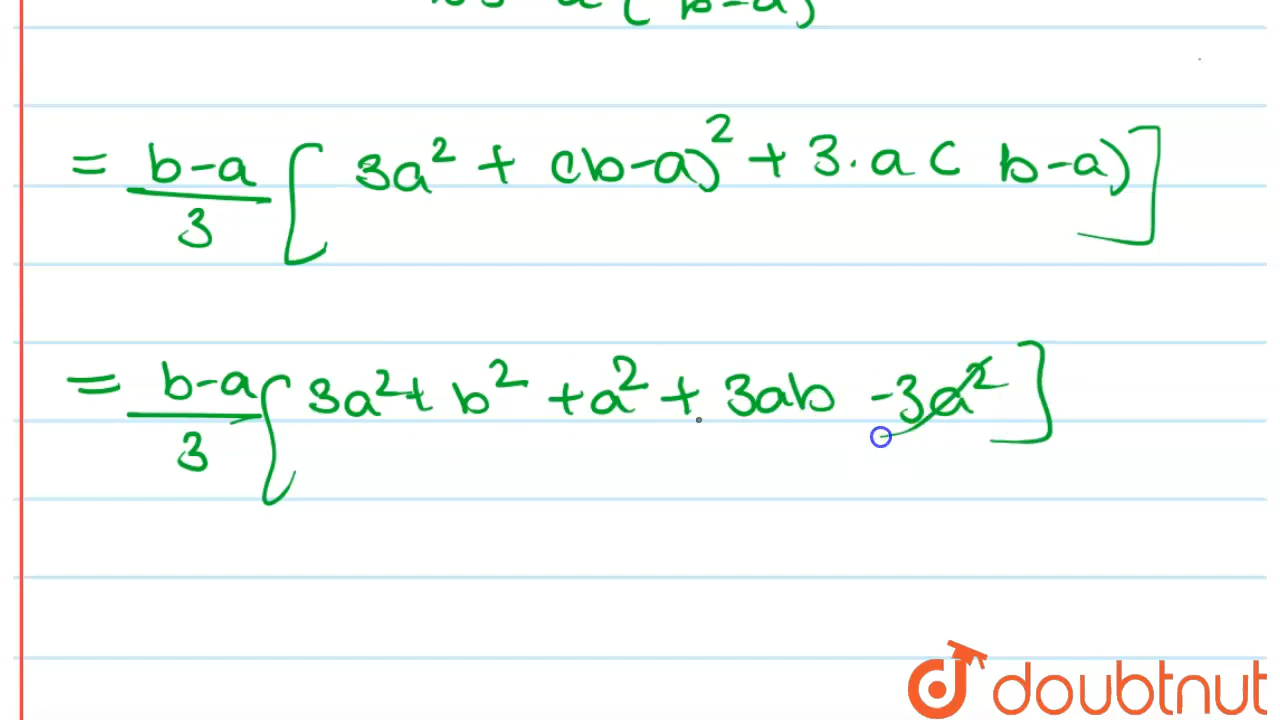 = b-a/3 [ 3a² + (b-a)² + 3.a ( b-a) ]
= b-a/3 [ 3a² + b² + a² + 3ab - 3a² ]
doubtnut